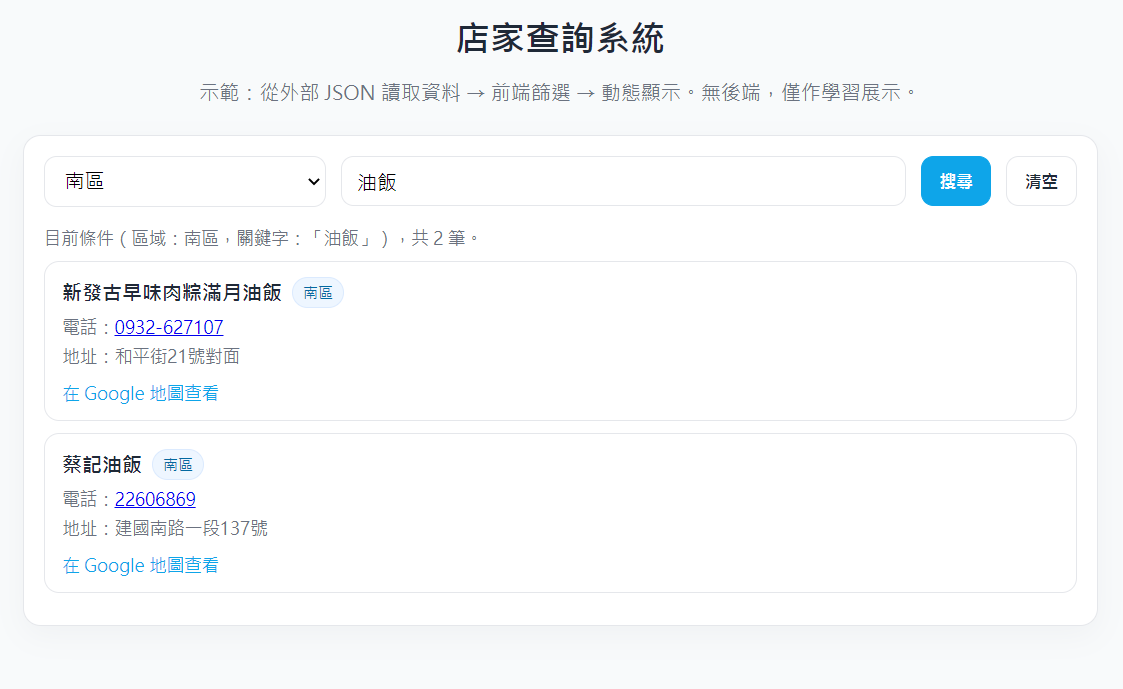 店家查詢系統
示範：從外部 JSON 讀取資料 → 前端篩選 → 動態顯示。無後端，僅作學習展示。
南區 油飯 搜尋 清空
目前條件（區域：南區，關鍵字：「油飯」），共 2 筆。
新發古早味肉粽滿月油飯 南區
電話：0932-627107
地址：和平街21號對面
在 Google 地圖查看
蔡記油飯 南區
電話：22606869
地址：建國南路一段137號
在 Google 地圖查看